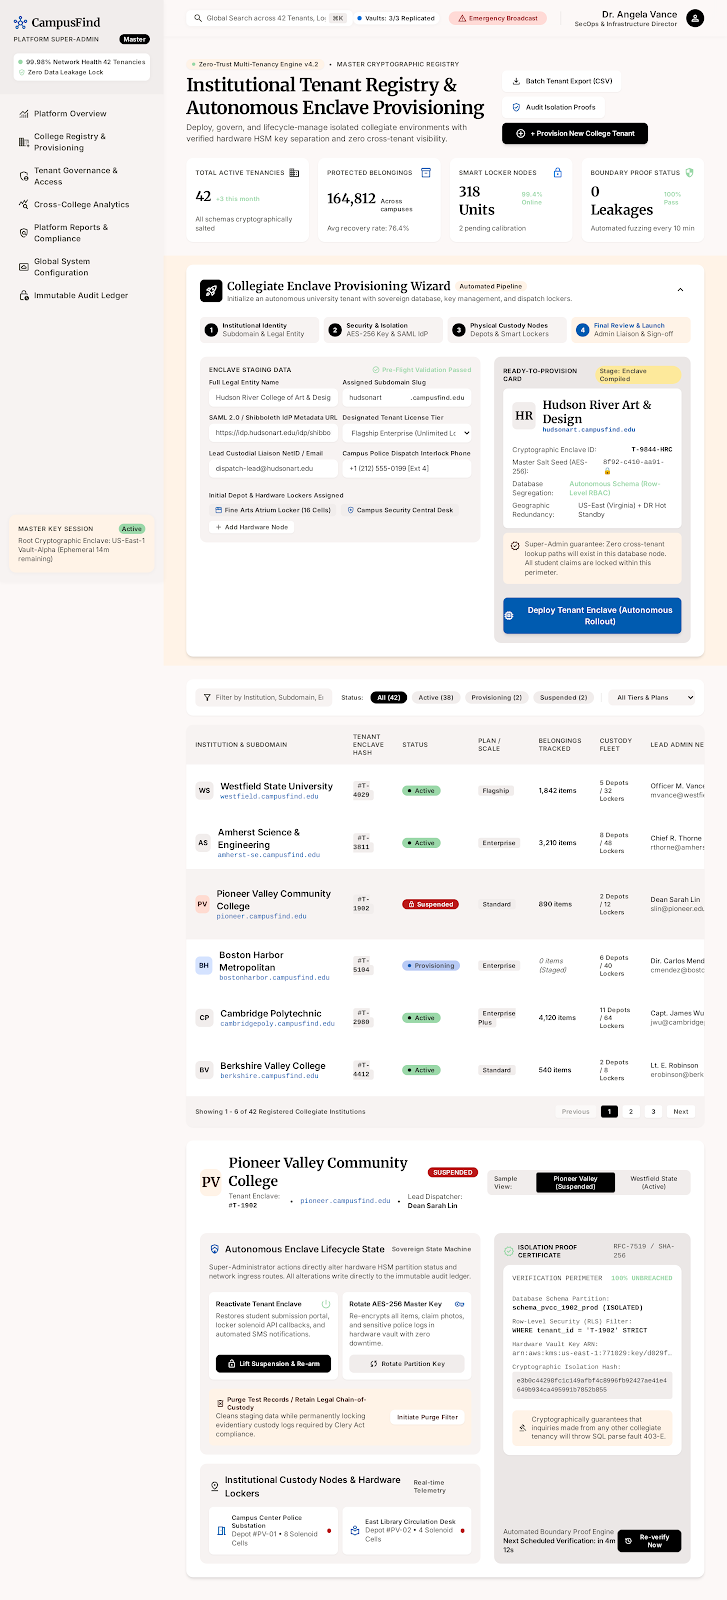 CampusFind
PLATFORM SUPER-ADMIN Master
99.98% Network Health 42 Tenancies
Zero Data Leakage Lock
Platform Overview
College Registry &
Provisioning
Tenant Governance &
Access
Cross-College Analytics
Platform Reports &
Compliance
Global System
Configuration
Immutable Audit Ledger
MASTER KEY SESSION Active
Root Cryptographic Enclave: US-East-1
Vault-Alpha (Ephemeral 14m
remaining)
Global Search across 42 Tenants, Lo ⌘K
Vaults: 3/3 Replicated
Emergency Broadcast
Dr. Angela Vance
SecOps & Infrastructure Director
Zero-Trust Multi-Tenancy Engine v4.2 • MASTER CRYPTOGRAPHIC REGISTRY
Institutional Tenant Registry &
Autonomous Enclave Provisioning
Deploy, govern, and lifecycle-manage isolated collegiate environments with
verified hardware HSM key separation and zero cross-tenant visibility.
Batch Tenant Export (CSV)
Audit Isolation Proofs
+ Provision New College Tenant
TOTAL ACTIVE TENANCIES
42 +3 this month
All schemas cryptographically
salted
PROTECTED BELONGINGS
164,812 Across
campuses
Avg recovery rate: 76.4%
SMART LOCKER NODES
318
Units
99.4%
Online
2 pending calibration
BOUNDARY PROOF STATUS
0
Leakages
100%
Pass
Automated fuzzing every 10 min
Collegiate Enclave Provisioning Wizard Automated Pipeline
Initialize an autonomous university tenant with sovereign database, key management, and dispatch lockers.
1 Institutional Identity
Subdomain & Legal Entity
2 Security & Isolation
AES-256 Key & SAML IdP
3 Physical Custody Nodes
Depots & Smart Lockers
4 Final Review & Launch
Admin Liaison & Sign-off
ENCLAVE STAGING DATA Pre-Flight Validation Passed
Full Legal Entity Name
Hudson River College of Art & Desig
Assigned Subdomain Slug
hudsonart .campusfind.edu
SAML 2.0 / Shibboleth IdP Metadata URL
https://idp.hudsonart.edu/idp/shibbo
Designated Tenant License Tier
Flagship Enterprise (Unlimited Lo
Lead Custodial Liaison NetID / Email
dispatch-lead@hudsonart.edu
Campus Police Dispatch Interlock Phone
+1 (212) 555-0199 [Ext 4]
Initial Depot & Hardware Lockers Assigned
Fine Arts Atrium Locker (16 Cells)
Campus Security Central Desk
+ Add Hardware Node
READY-TO-PROVISION
CARD
Stage: Enclave
Compiled
HR
Hudson River Art &
Design
hudsonart.campusfind.edu
Cryptographic Enclave ID: T-9844-HRC
Master Salt Seed (AES-
256):
8f92-c410-aa91-
Database
Segregation:
Autonomous Schema (Row-
Level RBAC)
Geographic
Redundancy:
US-East (Virginia) + DR Hot
Standby
Super-Admin guarantee: Zero cross-tenant
lookup paths will exist in this database node.
All student claims are locked within this
perimeter.
Deploy Tenant Enclave (Autonomous
Rollout)
Filter by Institution, Subdomain, E
Status: All (42) Active (38) Provisioning (2) Suspended (2)
All Tiers & Plans
INSTITUTION & SUBDOMAIN
TENANT
ENCLAVE
HASH
STATUS
PLAN /
SCALE
BELONGINGS
TRACKED
CUSTODY
FLEET
LEAD ADMIN NE
WS Westfield State University
westfield.campusfind.edu
#T-
4029
Active
Flagship
1,842 items
5 Depots
/ 32
Lockers
Officer M. Vance
mvance@westfi
AS Amherst Science &
Engineering
amherst-se.campusfind.edu
#T-
3811
Active
Enterprise
3,210 items
8 Depots
/ 48
Lockers
Chief R. Thorne
rthorne@amhers
PV Pioneer Valley Community
College
pioneer.campusfind.edu
#T-
1902
Suspended
Standard
890 items
2 Depots
/ 12
Lockers
Dean Sarah Lin
slin@pioneer.edu
BH Boston Harbor
Metropolitan
bostonharbor.campusfind.edu
#T-
5104
Provisioning
Enterprise
0 items
(Staged)
6 Depots
/ 40
Lockers
Dir. Carlos Mend
cmendez@bosto
CP Cambridge Polytechnic
cambridgepoly.campusfind.edu
#T-
2980
Active
Enterprise
Plus
4,120 items
11 Depots
/ 64
Lockers
Capt. James Wu
jwu@cambridge
BV Berkshire Valley College
berkshire.campusfind.edu
#T-
4412
Active
Standard
540 items
2 Depots
/ 8
Lockers
Lt. E. Robinson
erobinson@berk
Showing 1 - 6 of 42 Registered Collegiate Institutions
Previous 1 2 3 Next
PV
Pioneer Valley Community
College
SUSPENDED
Tenant Enclave:
#T-1902
• pioneer.campusfind.edu •
Lead Dispatcher:
Dean Sarah Lin
Sample
View:
Pioneer Valley
(Suspended)
Westfield State
(Active)
Autonomous Enclave Lifecycle State Sovereign State Machine
Super-Administrator actions directly alter hardware HSM partition status and
network ingress routes. All alterations write directly to the immutable audit ledger.
Reactivate Tenant Enclave
Restores student submission portal,
locker solenoid API callbacks, and
automated SMS notifications.
Lift Suspension & Re-arm
Rotate AES-256 Master Key
Re-encrypts all items, claim photos,
and sensitive police logs in
hardware vault with zero
downtime.
Rotate Partition Key
Purge Test Records / Retain Legal Chain-of-
Custody
Cleans staging data while permanently locking
evidentiary custody logs required by Clery Act
compliance.
Initiate Purge Filter
Institutional Custody Nodes & Hardware
Lockers
Real-time
Telemetry
Campus Center Police
Substation
Depot #PV-01 • 8 Solenoid
Cells
East Library Circulation Desk
Depot #PV-02 • 4 Solenoid
Cells
ISOLATION PROOF
CERTIFICATE
RFC-7519 / SHA-
256
VERIFICATION PERIMETER 100% UNBREACHED
Database Schema Partition:
schema_pvcc_1902_prod (ISOLATED)
Row-Level Security (RLS) Filter:
WHERE tenant_id = 'T-1902' STRICT
Hardware Vault Key ARN:
arn:aws:kms:us-east-1:771029:key/d029f…
Cryptographic Isolation Hash:
e3b0c44298fc1c149afbf4c8996fb92427ae41e4
649b934ca495991b7852b855
Cryptographically guarantees that
inquiries made from any other collegiate
tenancy will throw SQL parse fault 403-E.
Automated Boundary Proof Engine
Next Scheduled Verification: in 4m
12s
Re-verify
Now